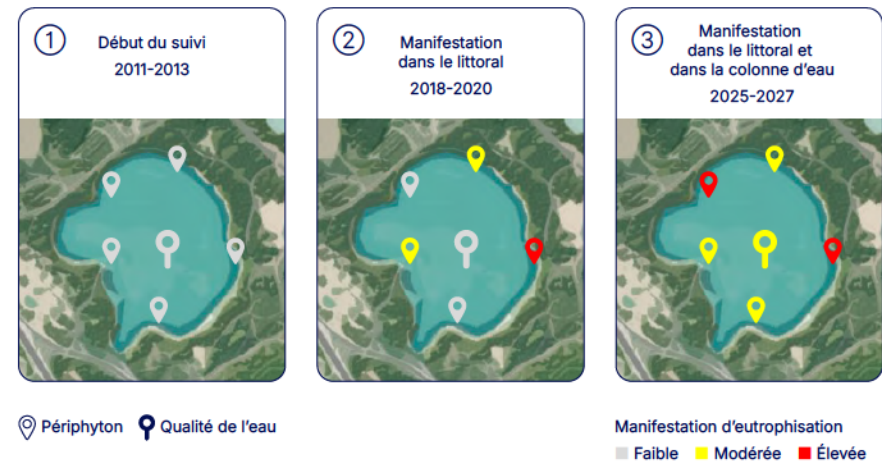 1
Début du suivi
2011-2013
2
Manifestation
dans le littoral
2018-2020
3
Manifestation
dans le littoral et
dans la colonne d'eau
2025-2027
Périphyton
Qualité de l'eau
Manifestation d'eutrophisation
Faible
Modérée
Élevée